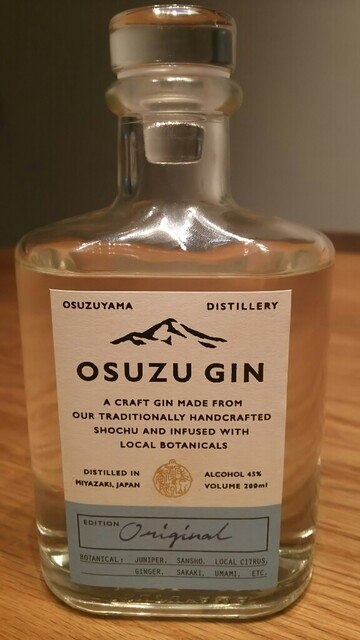 OSUZUYAMA DISTILLERY
OSUZU GIN
A CRAFT GIN MADE FROM
OUR TRADITIONALLY HANDCRAFTED
SHOCHU AND INFUSED WITH
LOCAL BOTANICALS
DISTILLED IN
MIYAZAKI, JAPAN
ALCOHOL 45%
VOLUME 200ml
EDITION Original
BOTANICAL: JUNIPER. SANSHO. LOCAL CITRUS.
GINGER. SAKAKI. UMAMI. ETC.